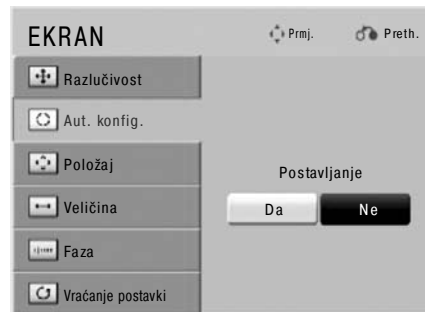 EKRAN
Prmj.
Preth.
Razlučivost
Aut. konfig.
Položaj
Veličina
Faza
Vraćanje postavki
Postavljanje
Da
Ne